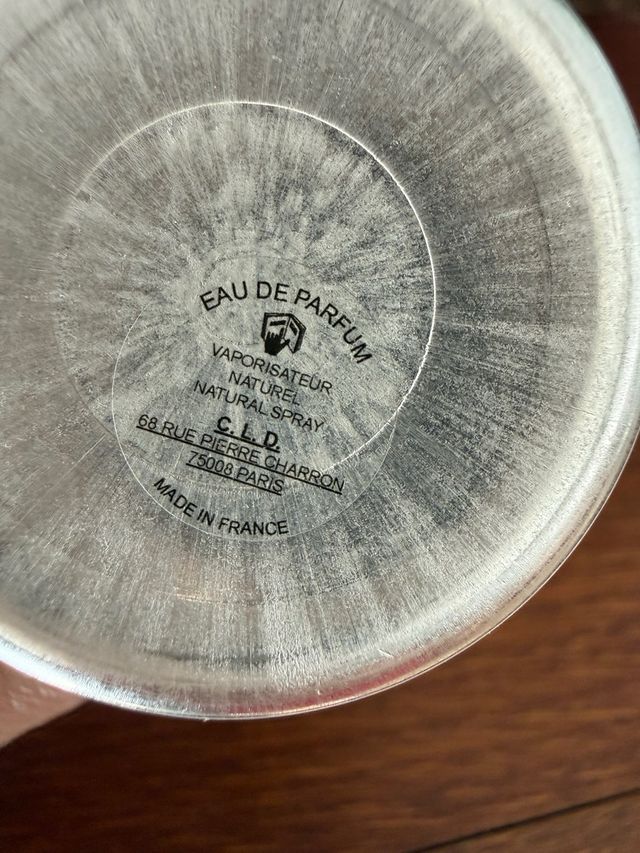 EAU DE PARFUM
VAPORISATEUR
NATUREL
NATURAL SPRAY
C. L. D.
68 RUE PIERRE CHARRON
75008 PARIS
MADE IN FRANCE